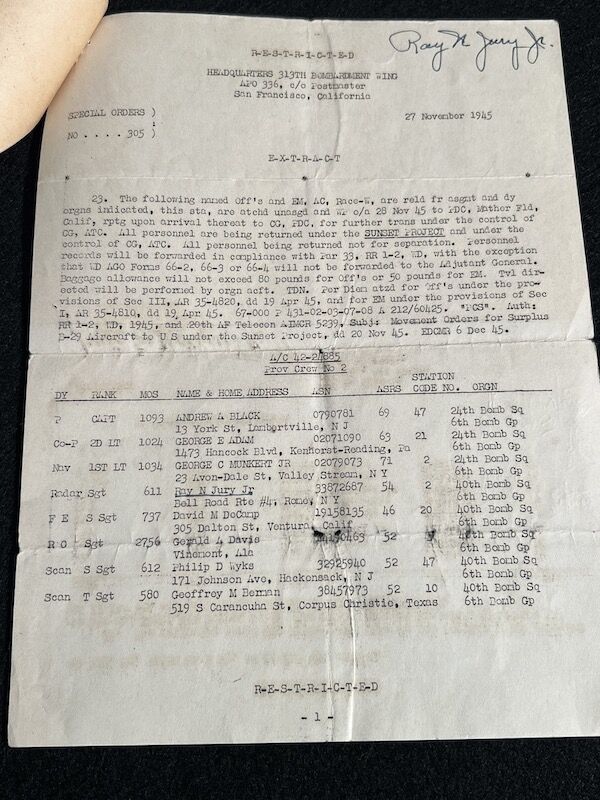 Ray N Jury Jr.
R-E-S-T-R-I-C-T-E-D
HEADQUARTERS 313TH BOMBARDMENT WING
APO 336, c/o Postmaster
San Francisco, California
SPECIAL ORDERS )
27 November 1945
NO . . . . 305 )
E-X-T-R-A-C-T
23. The following named Off's and EM, AC, Race-W, are reld fr asgmt and dy
orgns indicated, this sta, are atchd unasgd and WP o/a 28 Nov 45 to PDC, Mather Fld,
Calif, rptg upon arrival thereat to CG, PDC, for further trans under the control of
CG, ATC. All personnel are being returned under the SUNSET PROJECT and under the
control of CG, ATC. All personnel being returned not for separation. Personnel
records will be forwarded in compliance with Par 33, RR 1-2, WD, with the exception
that WD AGO Forms 66-2, 66-3 or 66-4 will not be forwarded to the Adjutant General.
Baggage allowance will not exceed 80 pounds for Off's or 50 pounds for EM. Tvl dir-
ected will be performed by orgn acft. TDN. Per Diem atzd for Off's under the pro-
visions of Sec III, AR 35-4820, dd 19 Apr 45, and for EM under the provisions of Sec
I, AR 35-4810, dd 19 Apr 45. 67-000 P 431-02-03-07-08 A 212/60425. "PCS". Auth:
RR 1-2, WD, 1945, and 20th AF Telecon AIMCR 5239, Subj: Movement Orders for Surplus
B-29 Aircraft to U S under the Sunset Project, dd 20 Nov 45. EDCMR 6 Dec 45.
A/C 42-24885
Prov Crew No 2
STATION
DY RANK MOS NAME & HOME ADDRESS ASN ASRS CODE NO. ORGN
P CAPT 1093 ANDREW A BLACK 0790781 69 47 24th Bomb Sq
13 York St, Lambertville, N J 6th Bomb Gp
Co-P 2D LT 1024 GEORGE E ADAM 02071090 63 21 24th Bomb Sq
1473 Hancock Blvd, Kenhorst-Reading, Pa 6th Bomb Gp
Nav 1ST LT 1034 GEORGE C MUNKERT JR 02079073 71 2 24th Bomb Sq
23 Avon-Dale St, Valley Stream, N Y 6th Bomb Gp
Radar Sgt 611 Ray N Jury Jr 33872687 54 2 40th Bomb Sq
Bell Road Rte #4, Rome, N Y 6th Bomb Gp
F E S Sgt 737 David M DeCamp 19158135 46 20 40th Bomb Sq
305 Dalton St, Ventura, Calif 6th Bomb Gp
R O Sgt 2756 Gerald A Davis 52 40th Bomb Sq
Vinemont, Ala 6th Bomb Gp
Scan S Sgt 612 Philip D Wyks 32925940 52 47 40th Bomb Sq
171 Johnson Ave, Hackensack, N J 6th Bomb Gp
Scan T Sgt 580 Geoffrey M Berman 38457973 52 10 40th Bomb Sq
519 S Carancuha St, Corpus Christie, Texas 6th Bomb Gp
R-E-S-T-R-I-C-T-E-D
- 1 -